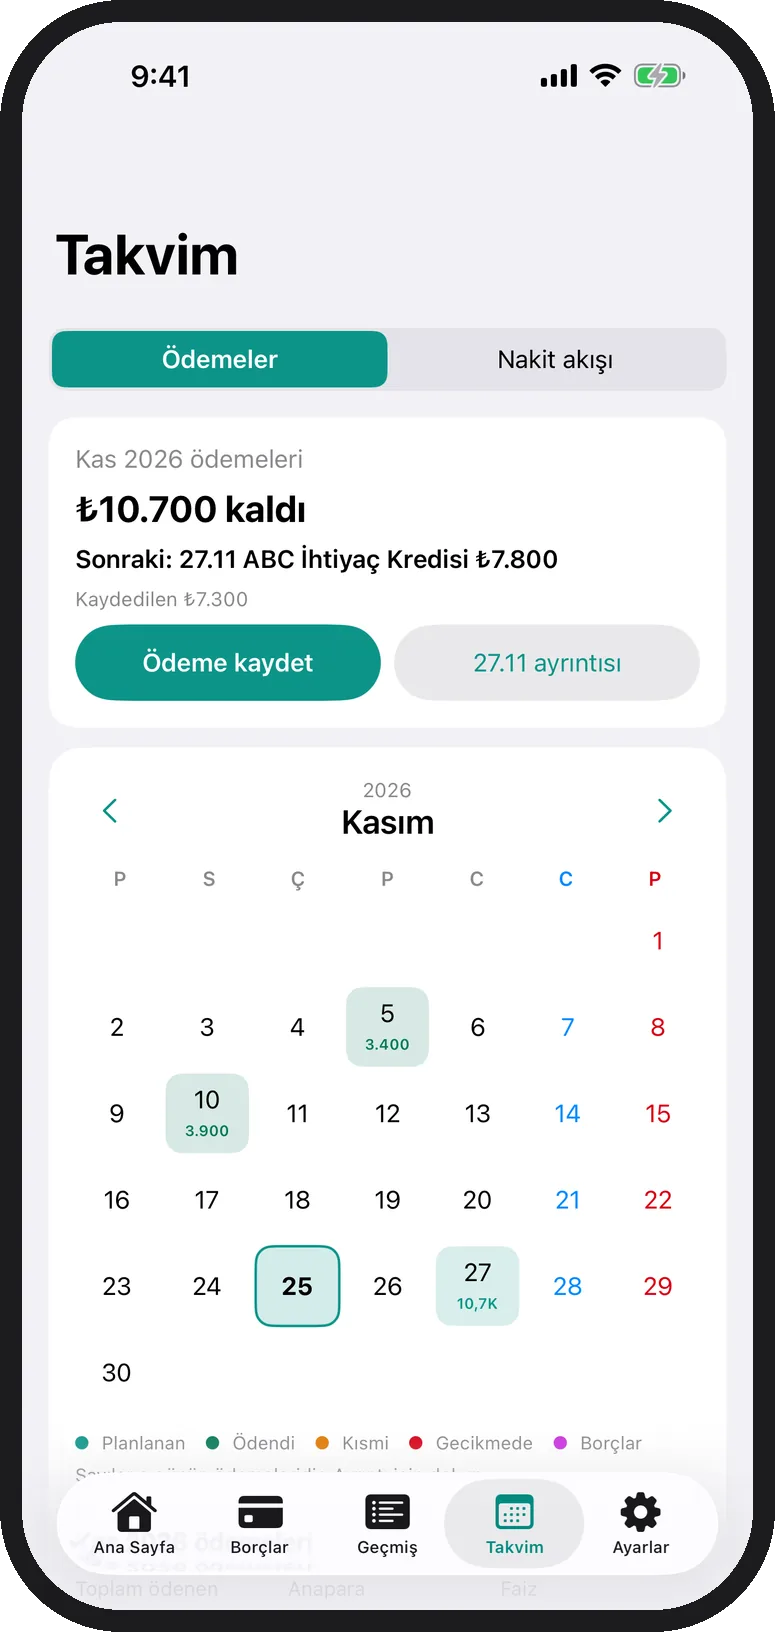 9:41
Takvim
Ödemeler Nakit akışı
Kas 2026 ödemeleri
₺10.700 kaldı
Sonraki: 27.11 ABC İhtiyaç Kredisi ₺7.800
Kaydedilen ₺7.300
Ödeme kaydet 27.11 ayrıntısı
2026
Kasım
P S Ç P C C P
1
2 3 4 5 6 7 8
3.400
9 10 11 12 13 14 15
3.900
16 17 18 19 20 21 22
23 24 25 26 27 28 29
10,7K
30
Planlanan Ödendi Kısmi Gecikmede Borçlar
Ana Sayfa Borçlar Geçmiş Takvim Ayarlar
Toplam ödenen Anapara Faiz